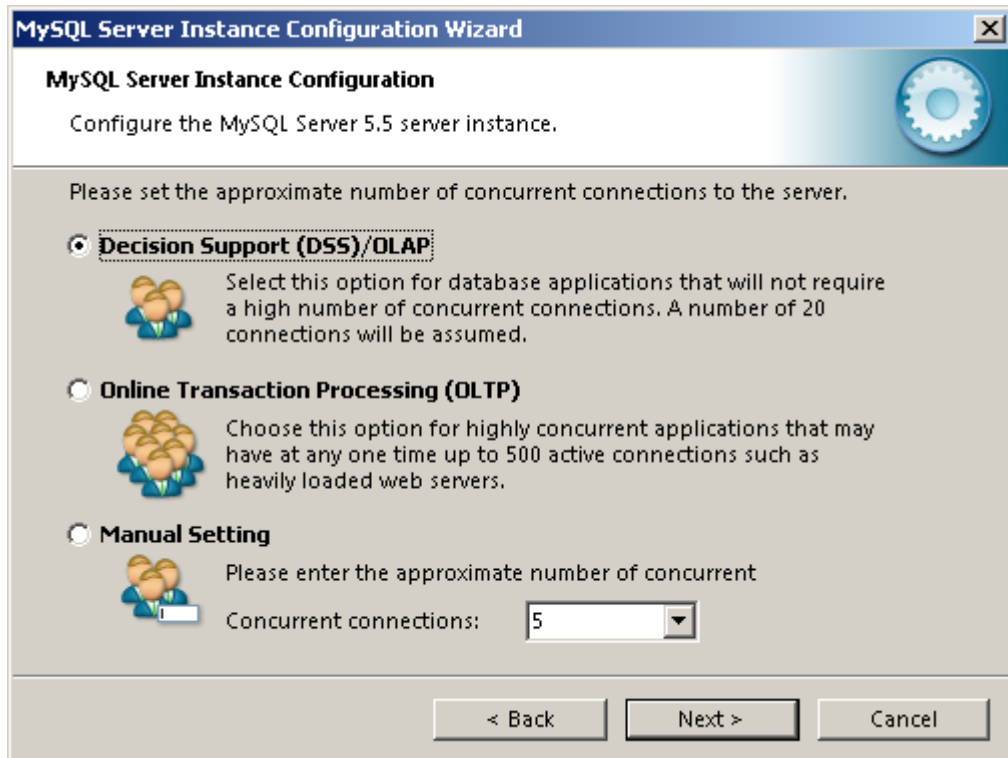 MySQL Server Instance Configuration Wizard
MySQL Server Instance Configuration
Configure the MySQL Server 5.5 server instance.
Please set the approximate number of concurrent connections to the server.
Decision Support (DSS)/OLAP
Select this option for database applications that will not require
a high number of concurrent connections. A number of 20
connections will be assumed.
Online Transaction Processing (OLTP)
Choose this option for highly concurrent applications that may
have at any one time up to 500 active connections such as
heavily loaded web servers.
Manual Setting
Please enter the approximate number of concurrent
Concurrent connections: 5
< Back Next > Cancel